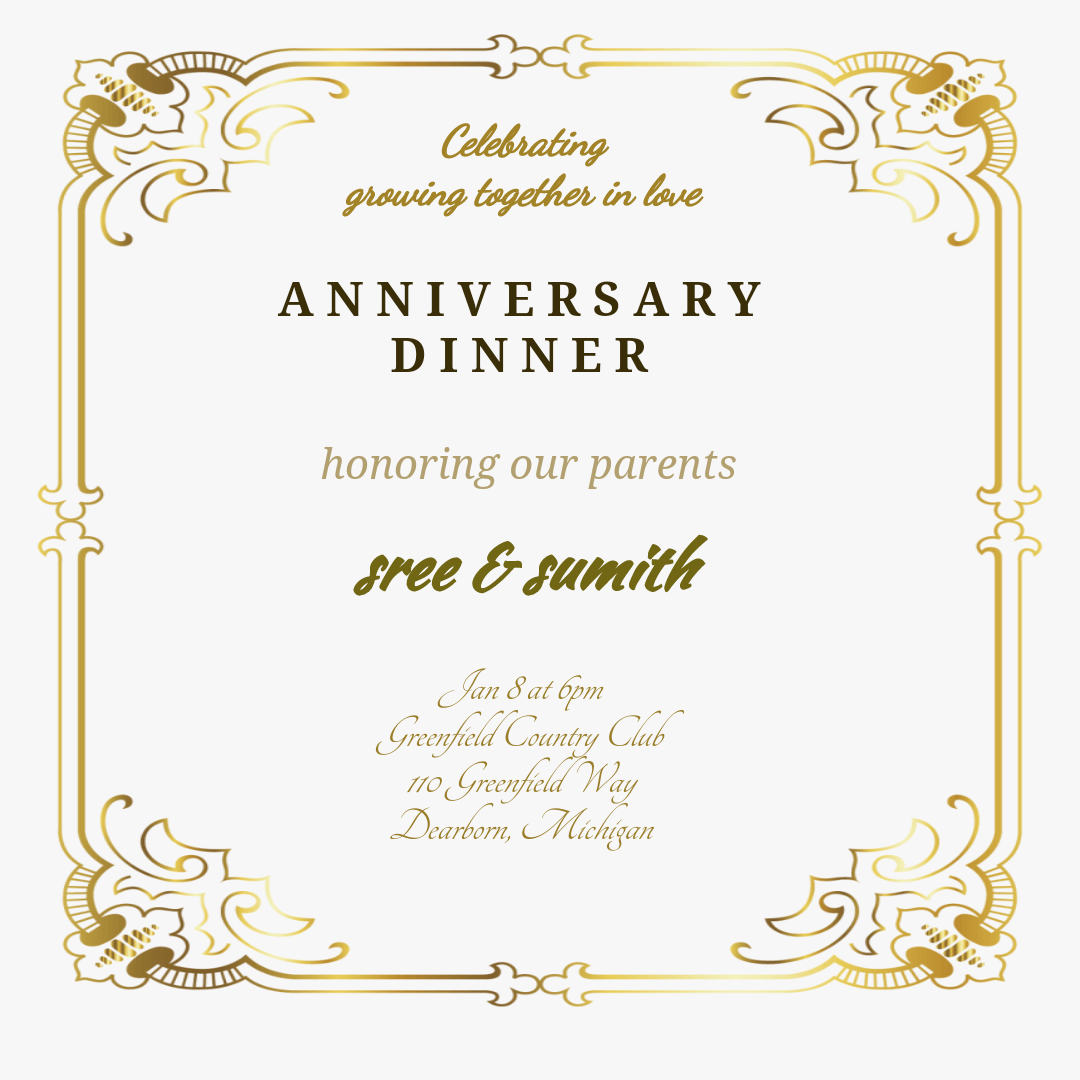 Celebrating
growing together in love
ANNIVERSARY
DINNER
honoring our parents
sree & sumith
Jan 8 at 6pm
Greenfield Country Club
110 Greenfield Way
Dearborn, Michigan